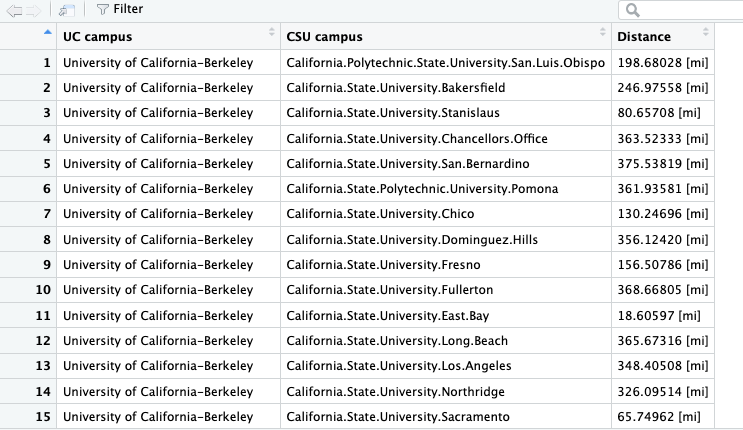 Filter
UC campus CSU campus Distance
1 University of California-Berkeley California.Polytechnic.State.University.San.Luis.Obispo 198.68028 [mi]
2 University of California-Berkeley California.State.University.Bakersfield 246.97558 [mi]
3 University of California-Berkeley California.State.University.Stanislaus 80.65708 [mi]
4 University of California-Berkeley California.State.University.Chancellors.Office 363.52333 [mi]
5 University of California-Berkeley California.State.University.San.Bernardino 375.53819 [mi]
6 University of California-Berkeley California.State.Polytechnic.University.Pomona 361.93581 [mi]
7 University of California-Berkeley California.State.University.Chico 130.24696 [mi]
8 University of California-Berkeley California.State.University.Dominguez.Hills 356.12420 [mi]
9 University of California-Berkeley California.State.University.Fresno 156.50786 [mi]
10 University of California-Berkeley California.State.University.Fullerton 368.66805 [mi]
11 University of California-Berkeley California.State.University.East.Bay 18.60597 [mi]
12 University of California-Berkeley California.State.University.Long.Beach 365.67316 [mi]
13 University of California-Berkeley California.State.University.Los.Angeles 348.40508 [mi]
14 University of California-Berkeley California.State.University.Northridge 326.09514 [mi]
15 University of California-Berkeley California.State.University.Sacramento 65.74962 [mi]